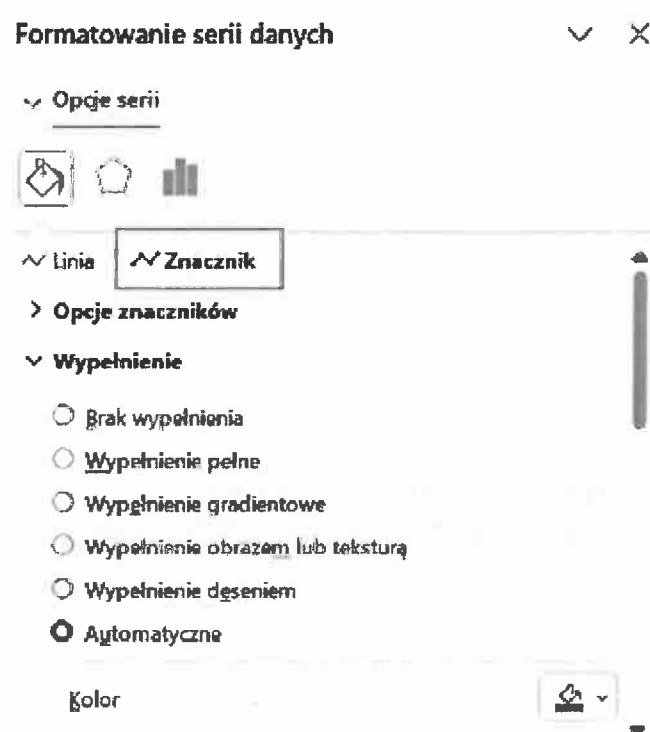 Formatowanie serii danych
Opcje serii
Linia Znacznik
Opcje znaczników
Wypełnienie
Brak wypełnienia
Wypełnienie pełne
Wypełnienie gradientowe
Wypełnienie obrazem lub teksturą
Wypełnienie deseniem
Automatyczne
Kolor